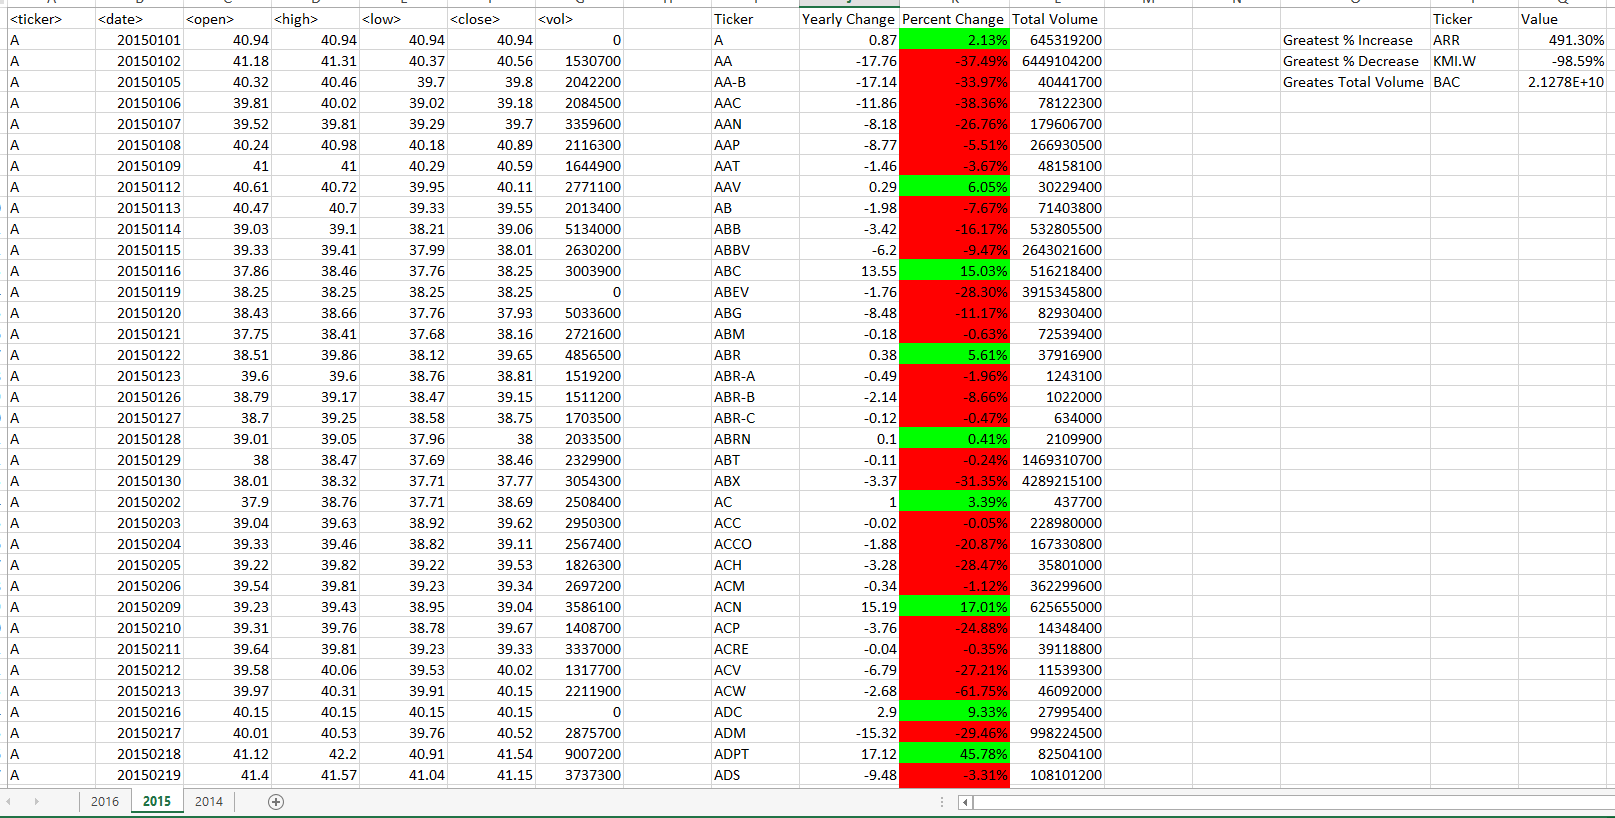 <ticker> <date> <open> <high> <low> <close> <vol> Ticker Yearly Change Percent Change Total Volume Ticker Value
A 20150101 40.94 40.94 40.94 40.94 0 A 0.87 2.13% 645319200 Greatest % Increase ARR 491.30%
A 20150102 41.18 41.31 40.37 40.56 1530700 AA -17.76 -37.49% 6449104200 Greatest % Decrease KMI.W -98.59%
A 20150105 40.32 40.46 39.7 39.8 2042200 AA-B -17.14 -33.97% 40441700 Greates Total Volume BAC 2.1278E+10
A 20150106 39.81 40.02 39.02 39.18 2084500 AAC -11.86 -38.36% 78122300
A 20150107 39.52 39.81 39.29 39.7 3359600 AAN -8.18 -26.76% 179606700
A 20150108 40.24 40.98 40.18 40.89 2116300 AAP -8.77 -5.51% 266930500
A 20150109 41 41 40.29 40.59 1644900 AAT -1.46 -3.67% 48158100
A 20150112 40.61 40.72 39.95 40.11 2771100 AAV 0.29 6.05% 30229400
A 20150113 40.47 40.7 39.33 39.55 2013400 AB -1.98 -7.67% 71403800
A 20150114 39.03 39.1 38.21 39.06 5134000 ABB -3.42 -16.17% 532805500
A 20150115 39.33 39.41 37.99 38.01 2630200 ABBV -6.2 -9.47% 2643021600
A 20150116 37.86 38.46 37.76 38.25 3003900 ABC 13.55 15.03% 516218400
A 20150119 38.25 38.25 38.25 38.25 0 ABEV -1.76 -28.30% 3915345800
A 20150120 38.43 38.66 37.76 37.93 5033600 ABG -8.48 -11.17% 82930400
A 20150121 37.75 38.41 37.68 38.16 2721600 ABM -0.18 -0.63% 72539400
A 20150122 38.51 39.86 38.12 39.65 4856500 ABR 0.38 5.61% 37916900
A 20150123 39.6 39.6 38.76 38.81 1519200 ABR-A -0.49 -1.96% 1243100
A 20150126 38.79 39.17 38.47 39.15 1511200 ABR-B -2.14 -8.66% 1022000
A 20150127 38.7 39.25 38.58 38.75 1703500 ABR-C -0.12 -0.47% 634000
A 20150128 39.01 39.05 37.96 38 2033500 ABRN 0.1 0.41% 2109900
A 20150129 38 38.47 37.69 38.46 2329900 ABT -0.11 -0.24% 1469310700
A 20150130 38.01 38.32 37.71 37.77 3054300 ABX -3.37 -31.35% 4289215100
A 20150202 37.9 38.76 37.71 38.69 2508400 AC 1 3.39% 437700
A 20150203 39.04 39.63 38.92 39.62 2950300 ACC -0.02 -0.05% 228980000
A 20150204 39.33 39.46 38.82 39.11 2567400 ACCO -1.88 -20.87% 167330800
A 20150205 39.22 39.82 39.22 39.53 1826300 ACH -3.28 -28.47% 35801000
A 20150206 39.54 39.81 39.23 39.34 2697200 ACM -0.34 -1.12% 362299600
A 20150209 39.23 39.43 38.95 39.04 3586100 ACN 15.19 17.01% 625655000
A 20150210 39.31 39.76 38.78 39.67 1408700 ACP -3.76 -24.88% 14348400
A 20150211 39.64 39.81 39.23 39.33 3337000 ACRE -0.04 -0.35% 39118800
A 20150212 39.58 40.06 39.53 40.02 1317700 ACV -6.79 -27.21% 11539300
A 20150213 39.97 40.31 39.91 40.15 2211900 ACW -2.68 -61.75% 46092000
A 20150216 40.15 40.15 40.15 40.15 0 ADC 2.9 9.33% 27995400
A 20150217 40.01 40.53 39.76 40.52 2875700 ADM -15.32 -29.46% 998224500
A 20150218 41.12 42.2 40.91 41.54 9007200 ADPT 17.12 45.78% 82504100
A 20150219 41.4 41.57 41.04 41.15 3737300 ADS -9.48 -3.31% 108101200
2016 2015 2014